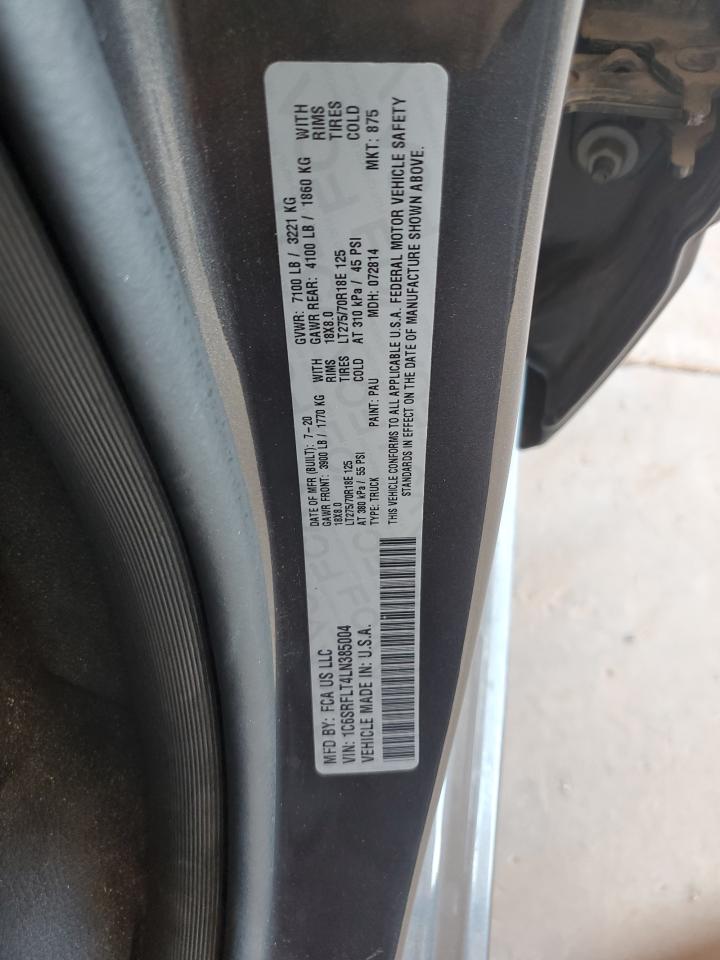 MFD BY: FCA US LLC
DATE OF MFR (BUILT): 7-20
GVWR: 7100 LB / 3221 KG
VIN: 1C6SRFLT4LN385004
GAWR FRONT: 3900 LB / 1770 KG WITH
GAWR REAR: 4100 LB / 1860 KG WITH
18X8.0 RIMS
18X8.0 RIMS
LT275/70R18E 125 TIRES
LT275/70R18E 125 TIRES
AT 380 kPa / 55 PSI COLD
AT 310 kPa / 45 PSI COLD
VEHICLE MADE IN: U.S.A.
TYPE: TRUCK PAINT: PAU MDH: 072814 MKT: 875
THIS VEHICLE CONFORMS TO ALL APPLICABLE U.S.A. FEDERAL MOTOR VEHICLE SAFETY
STANDARDS IN EFFECT ON THE DATE OF MANUFACTURE SHOWN ABOVE.